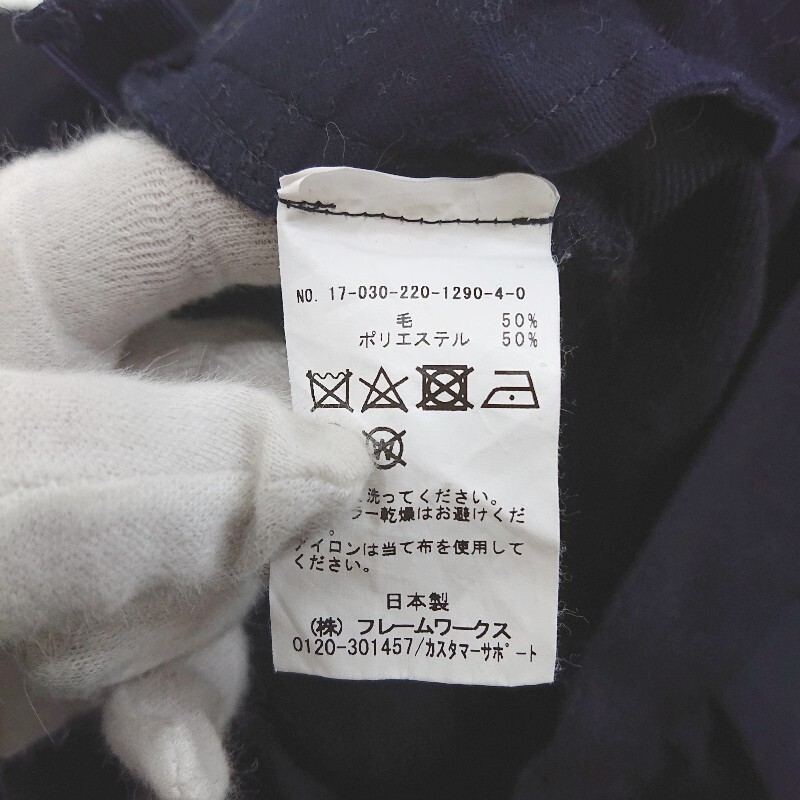 NO. 17-030-220-1290-4-0
毛 50%
ポリエステル 50%
洗ってください。
ラー乾燥はお避けくだ
。
アイロンは当て布を使用して
ください。
日本製
(株) フレームワークス
0120-301457/カスタマーサポート